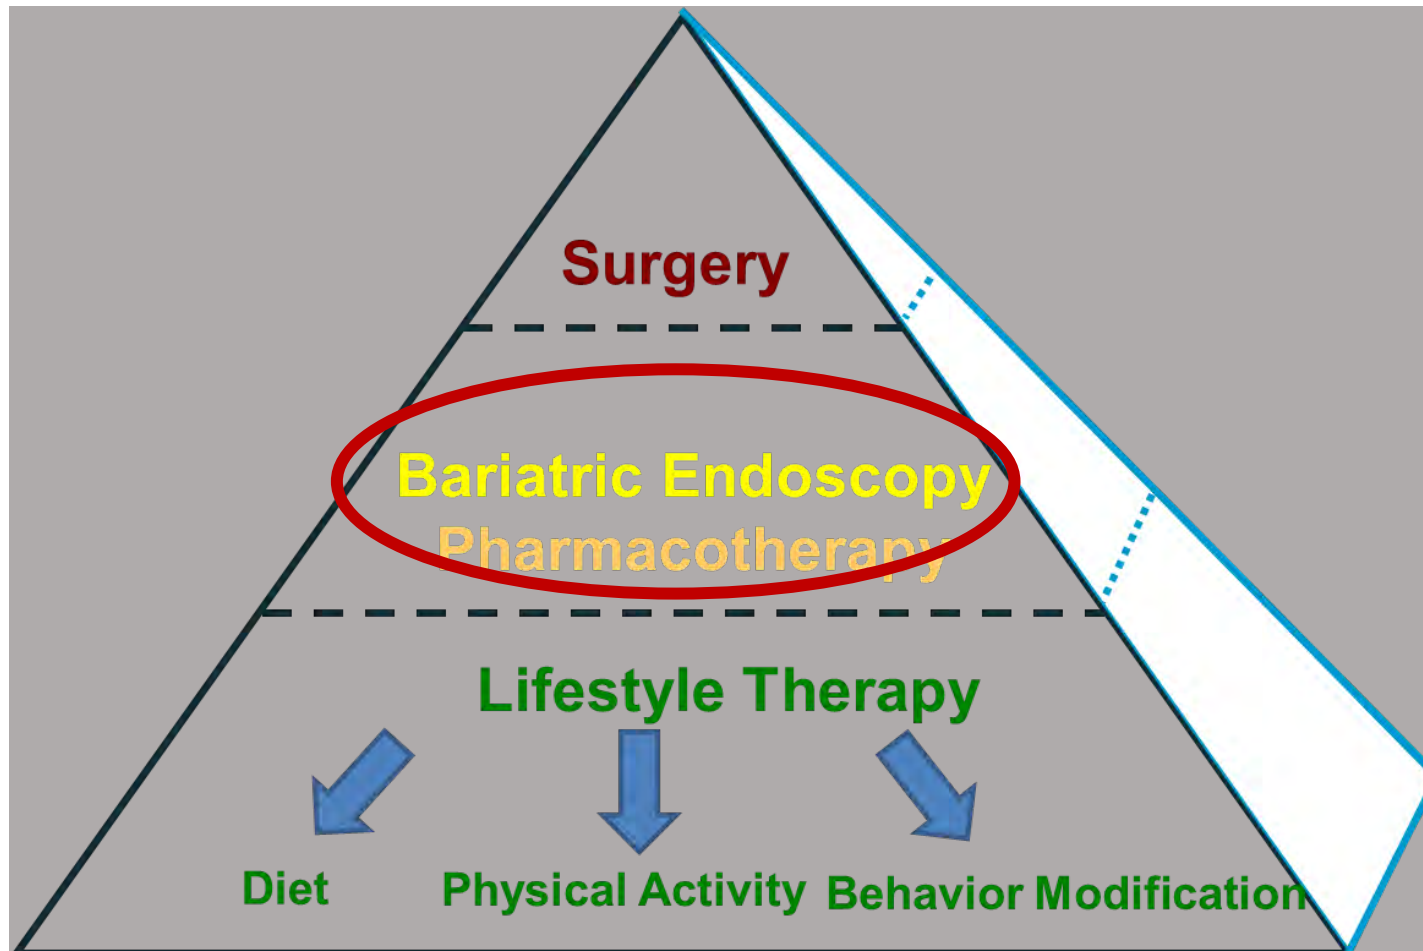 Surgery
Bariatric Endoscopy
Pharmacotherapy
Lifestyle Therapy
Diet
Physical Activity
Behavior Modification